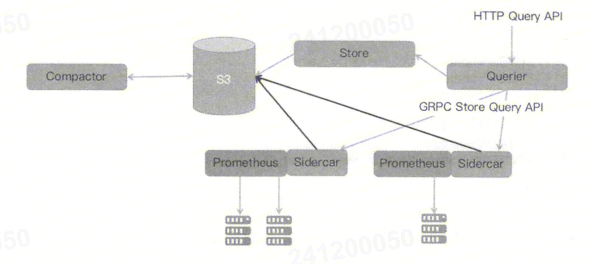 HTTP Query API
241200050
Store
Compactor
S3
Querier
GRPC Store Query API
Prometheus
Sidercar
Prometheus
Sidercar
241200050